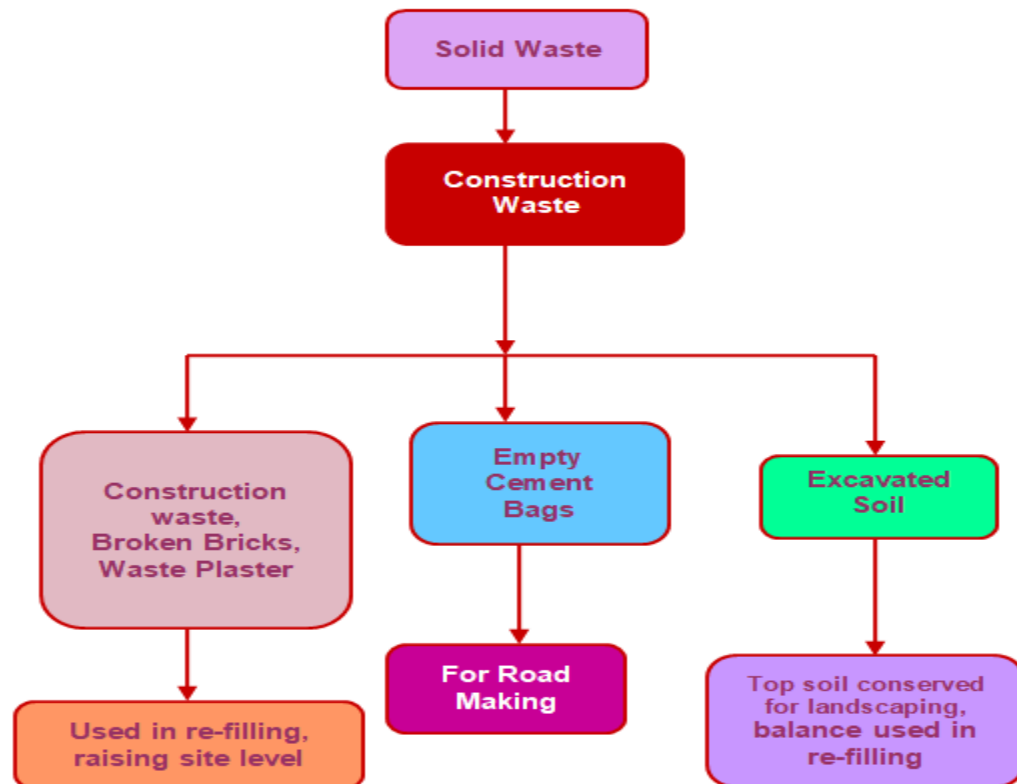 Solid Waste
Construction
Waste
Construction
waste,
Broken Bricks,
Waste Plaster
Empty
Cement
Bags
Excavated
Soil
Used in re-filling,
raising site level
For Road
Making
Top soil conserved
for landscaping,
balance used in
re-filling